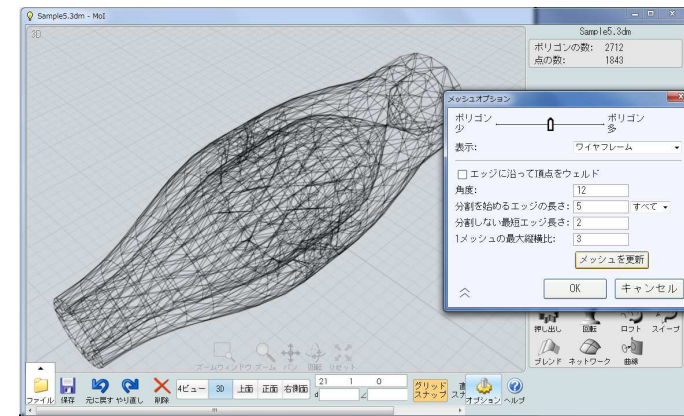 Sample5.3dm - MoI
3D
Sample5.3dm
ポリゴンの数: 2712
点の数: 1843
メッシュオプション
ポリゴン
少
ポリゴン
多
表示: ワイヤフレーム
エッジに沿って頂点をウェルド
角度: 12
分割を始めるエッジの長さ: 5 すべて
分割しない最短エッジ長さ: 2
1メッシュの最大縦横比: 3
メッシュを更新
OK キャンセル
押し出し 回転 ロフト スイープ
ブレンド ネットワーク 曲線
ズームウィンドウ ズーム パン 回転 リセット
ファイル 保存 元に戻す やり直し 削除
4ビュー 3D 上面 正面 右側面
21 1 0
d
グリッド
スナップ
直
スナ
オプション ヘルプ